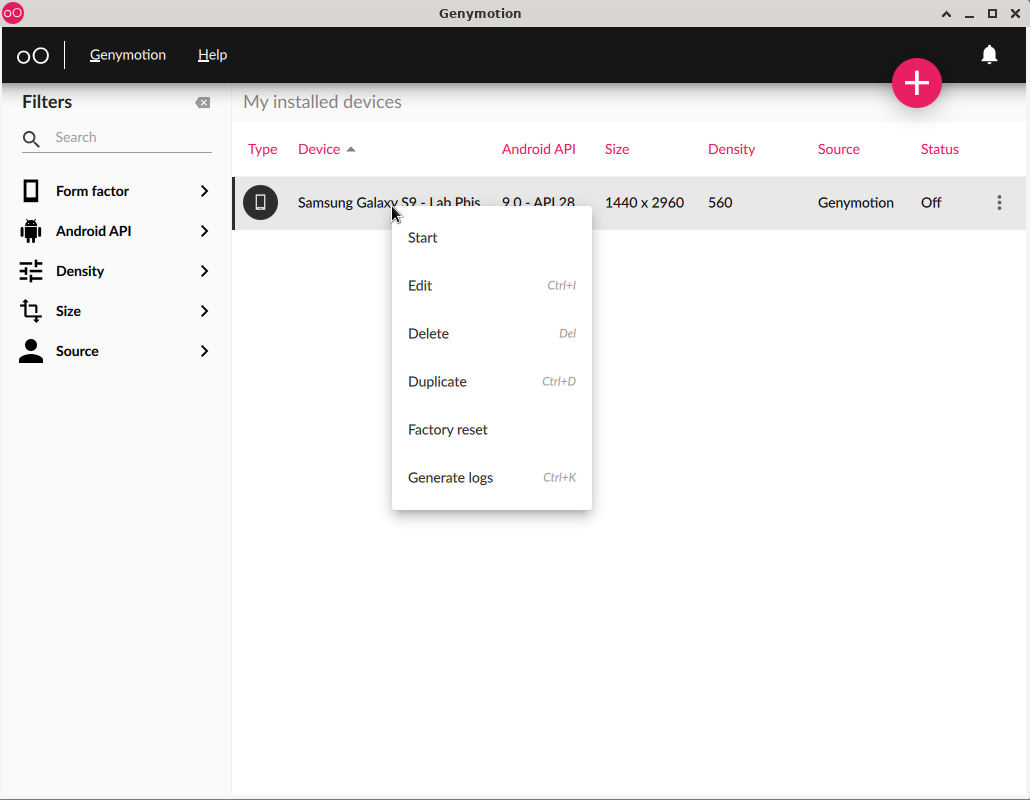 Genymotion
Genymotion Help
Filters
My installed devices
Search
Type Device Android API Size Density Source Status
Form factor
Samsung Galaxy S9 - Lab Phis 9.0 - API 28 1440 x 2960 560 Genymotion Off
Android API
Start
Density
Edit Ctrl+I
Size
Delete Del
Source
Duplicate Ctrl+D
Factory reset
Generate logs Ctrl+K